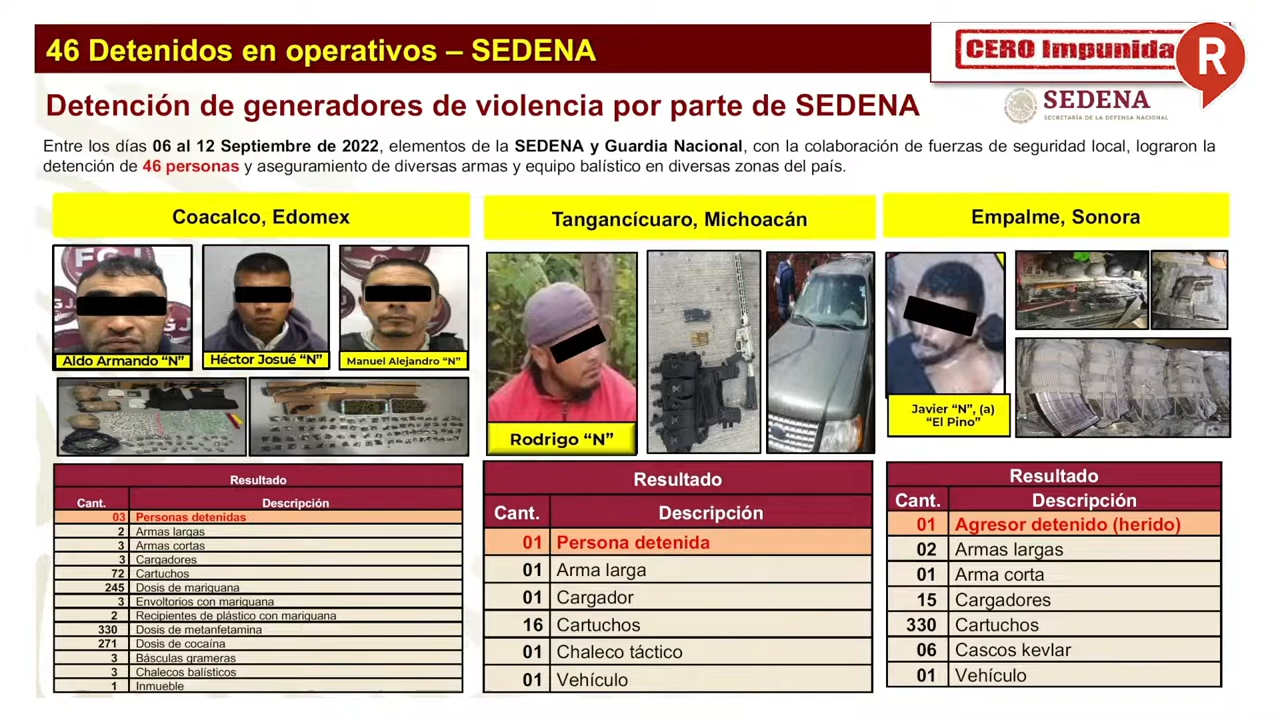 46 Detenidos en operativos – SEDENA
CERO Impunida
R
Detención de generadores de violencia por parte de SEDENA
SEDENA
SECRETARÍA DE LA DEFENSA NACIONAL
Entre los días 06 al 12 Septiembre de 2022, elementos de la SEDENA y Guardia Nacional, con la colaboración de fuerzas de seguridad local, lograron la
detención de 46 personas y aseguramiento de diversas armas y equipo balístico en diversas zonas del país.
Coacalco, Edomex
FGJ
Aldo Armando “N”
Héctor Josué “N”
Manuel Alejandro “N”
Resultado
Cant. Descripción
03 Personas detenidas
2 Armas largas
3 Armas cortas
3 Cargadores
72 Cartuchos
245 Dosis de mariguana
3 Envoltorios con mariguana
2 Recipientes de plástico con mariguana
330 Dosis de metanfetamina
271 Dosis de cocaína
3 Básculas grameras
3 Chalecos balísticos
1 Inmueble
Tangancícuaro, Michoacán
Rodrigo “N”
Resultado
Cant. Descripción
01 Persona detenida
01 Arma larga
01 Cargador
16 Cartuchos
01 Chaleco táctico
01 Vehículo
Empalme, Sonora
Javier “N”, (a)
“El Pino”
Resultado
Cant. Descripción
01 Agresor detenido (herido)
02 Armas largas
01 Arma corta
15 Cargadores
330 Cartuchos
06 Cascos kevlar
01 Vehículo